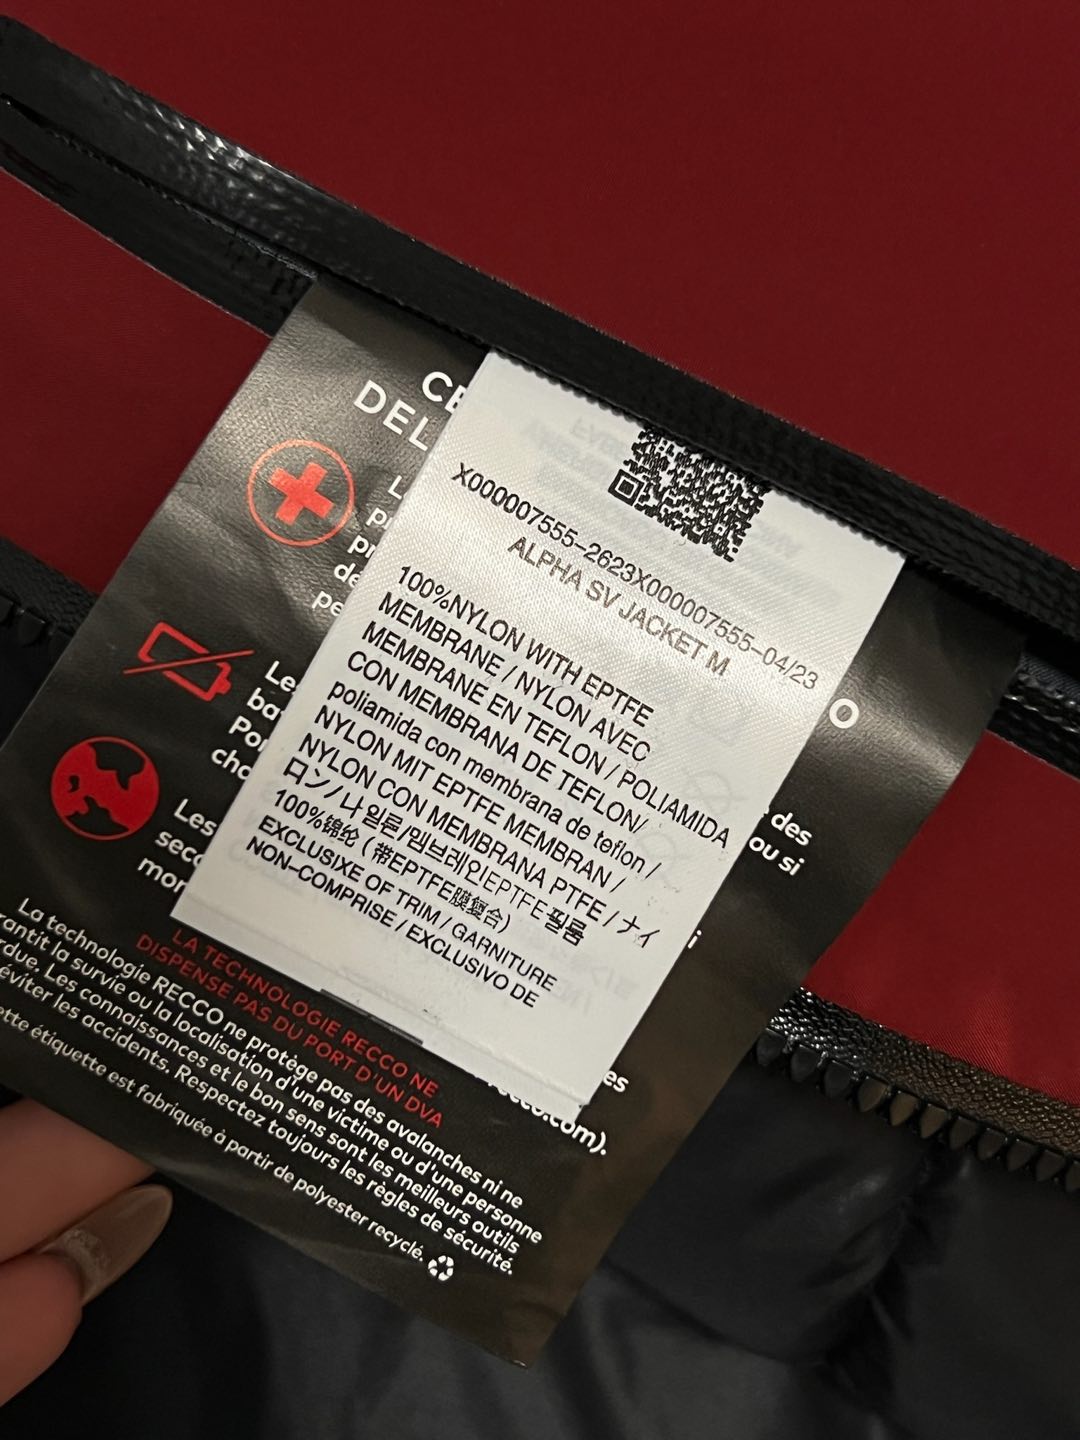 X000007555-2623X000007555-04/23
ALPHA SV JACKET M
100%NYLON WITH EPTFE
MEMBRANE / NYLON AVEC
MEMBRANE EN TEFLON / POLIAMIDA
CON MEMBRANA DE TEFLON/
poliamida con membrana de teflon /
NYLON MIT EPTFE MEMBRAN /
NYLON CON MEMBRANA PTFE / ナイ
ロン/나일론/멤브레인EPTFE필름
100%锦纶 (带EPTFE膜复合)
EXCLUSIXE OF TRIM / GARNITURE
NON-COMPRISE / EXCLUSIVO DE
DEL
O
des
ou si
LA TECHNOLOGIE RECCO NE
DISPENSE PAS DU PORT D'UN DVA
La technologie RECCO ne protège pas des avalanches ni ne
la survie ou la localisation d'une victime ou d'une personne
Les connaissances et le bon sens sont les meilleurs outils
éviter les accidents. Respectez toujours les règles de sécurité.
étiquette est fabriquée à partir de polyester recyclé.